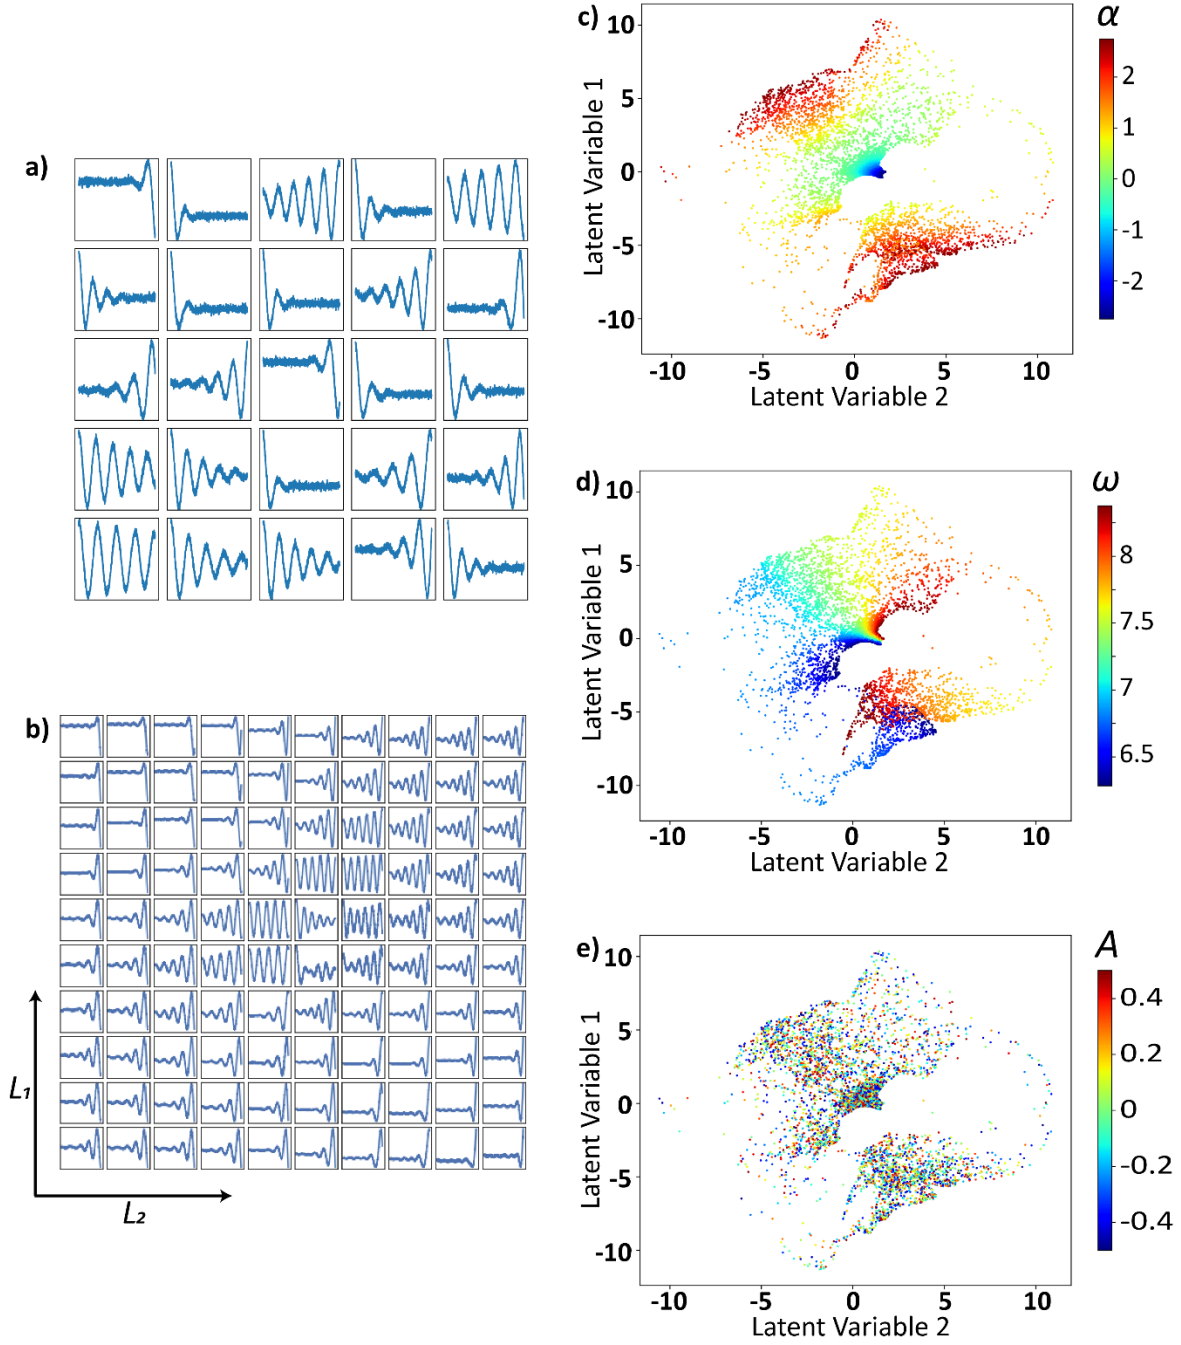 a)
b)
L1
L2
c)
Latent Variable 1
10
5
0
-5
-10
-10 -5 0 5 10
Latent Variable 2
α
2
1
0
-1
-2
d)
Latent Variable 1
10
5
0
-5
-10
-10 -5 0 5 10
Latent Variable 2
ω
8
7.5
7
6.5
e)
Latent Variable 1
10
5
0
-5
-10
-10 -5 0 5 10
Latent Variable 2
A
0.4
0.2
0
-0.2
-0.4